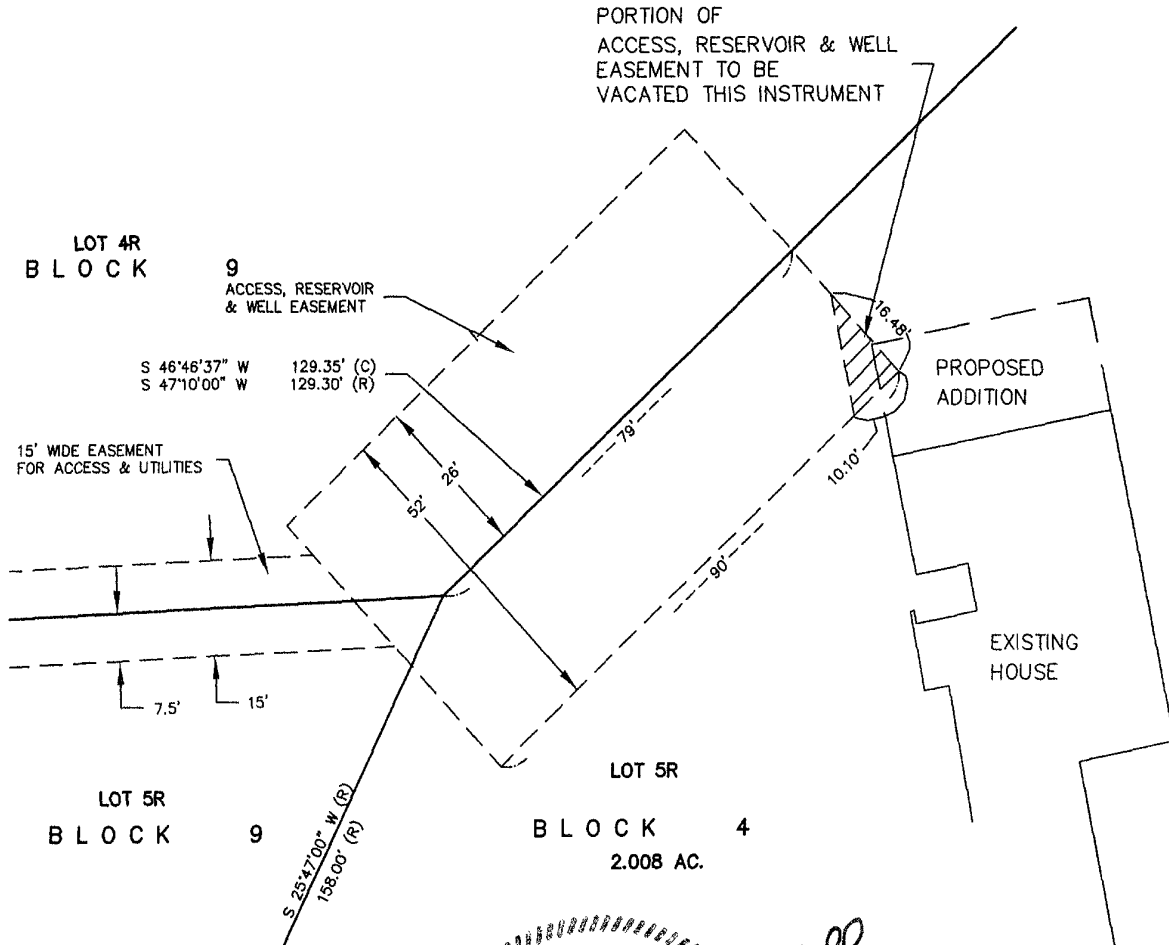 PORTION OF
ACCESS, RESERVOIR & WELL
EASEMENT TO BE
VACATED THIS INSTRUMENT
LOT 4R
BLOCK 9
ACCESS, RESERVOIR
& WELL EASEMENT
S 46°46'37" W 129.35' (C)
S 47°10'00" W 129.30' (R)
16.48'
PROPOSED
ADDITION
15' WIDE EASEMENT
FOR ACCESS & UTILITIES
79'
26'
52'
10.10'
90'
EXISTING
HOUSE
7.5'
15'
LOT 5R
BLOCK 9
S 25°47'00" W (R)
158.00' (R)
LOT 5R
BLOCK 4
2.008 AC.